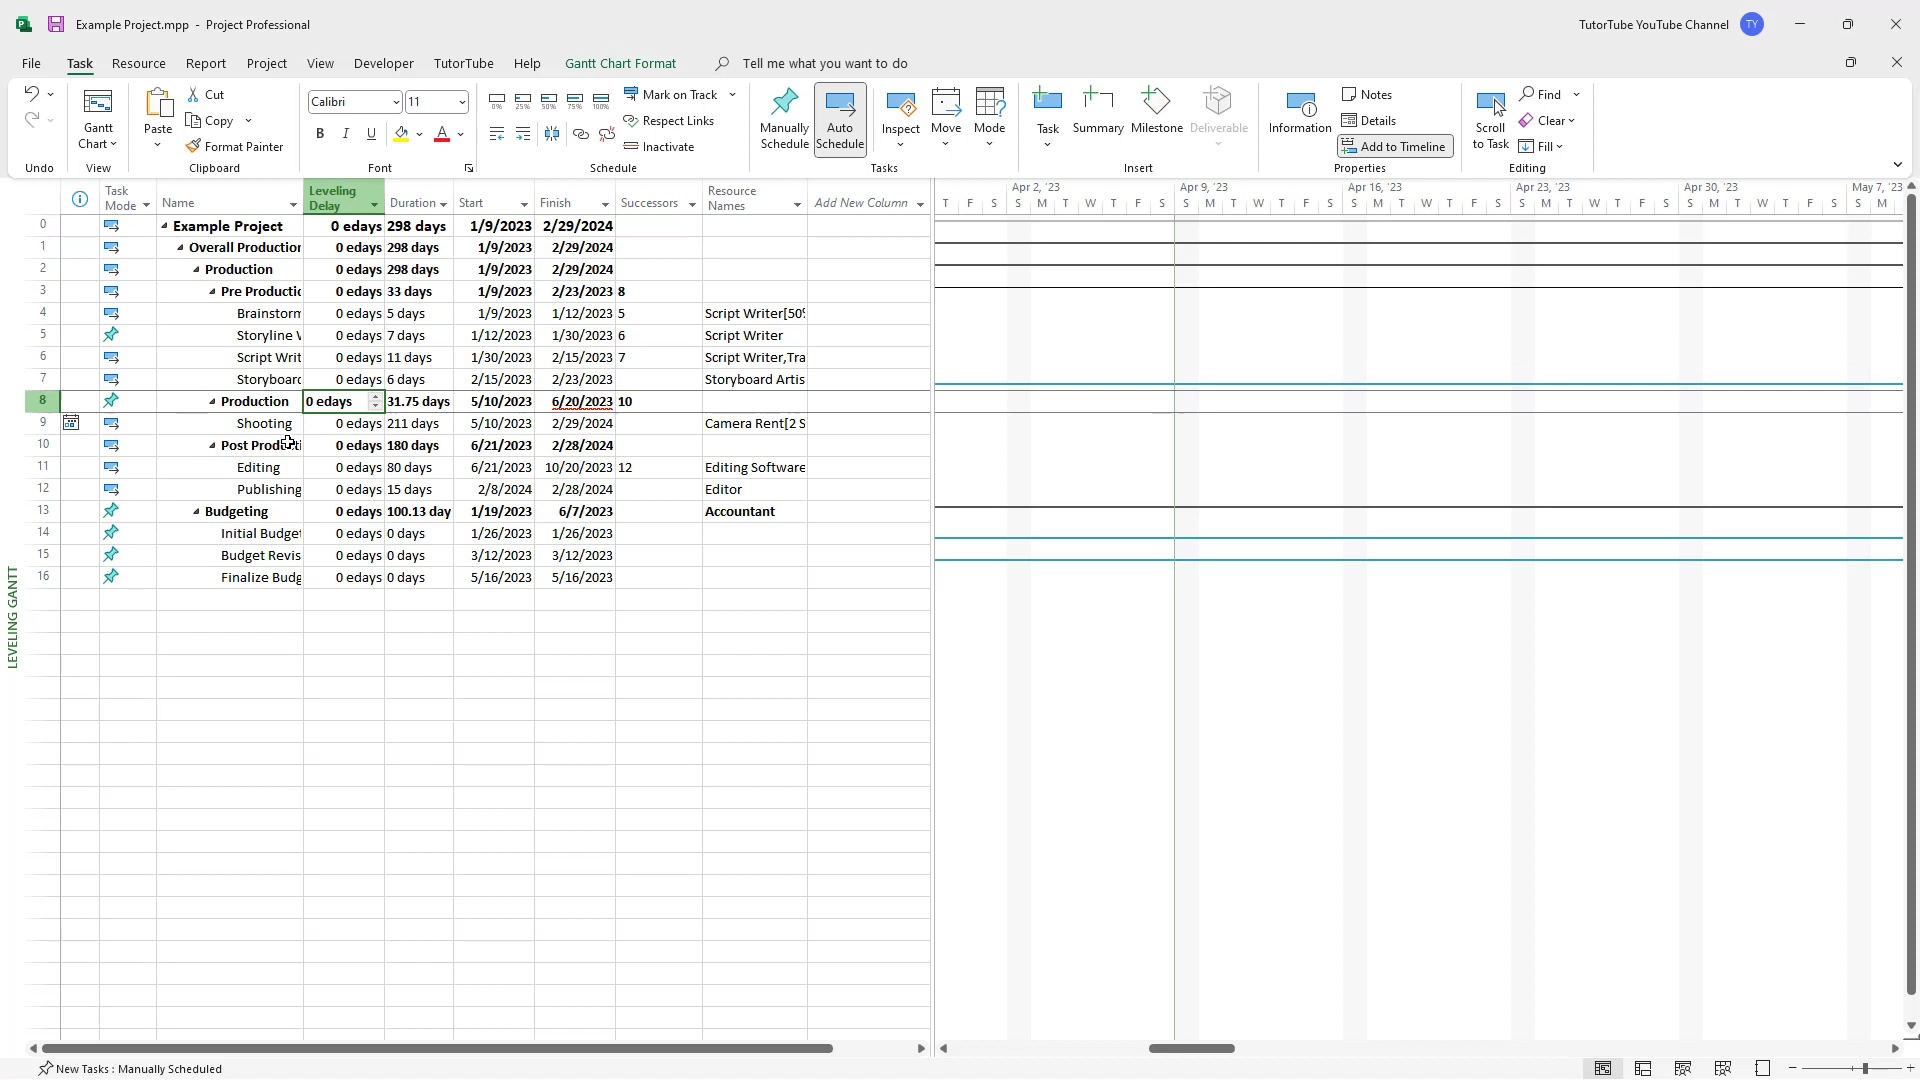 Example Project.mpp - Project Professional
TutorTube YouTube Channel TY
File Task Resource Report Project View Developer TutorTube Help Gantt Chart Format Tell me what you want to do
Cut
Copy
Format Painter
Paste
Gantt
Chart
Calibri 11
B I U A
0% 25% 50% 75% 100%
Mark on Track
Respect Links
Inactivate
Manually
Schedule
Auto
Schedule
Inspect
Move
Mode
Task
Summary
Milestone
Deliverable
Information
Notes
Details
Add to Timeline
Scroll
to Task
Find
Clear
Fill
Undo View Clipboard Font Schedule Tasks Insert Properties Editing
Task
Mode
Name
Leveling
Delay
Duration
Start
Finish
Successors
Resource
Names
Add New Column
Apr 2, '23 Apr 9, '23 Apr 16, '23 Apr 23, '23 Apr 30, '23 May 7, '23
T F S S M T W T F S S M T W T F S S M T W T F S S M T W T F S S M T W T F S S M
0 Example Project 0 edays 298 days 1/9/2023 2/29/2024
1 Overall Production 0 edays 298 days 1/9/2023 2/29/2024
2 Production 0 edays 298 days 1/9/2023 2/29/2024
3 Pre Productic 0 edays 33 days 1/9/2023 2/23/2023 8
4 Brainstorm 0 edays 5 days 1/9/2023 1/12/2023 5 Script Writer[50%
5 Storyline V 0 edays 7 days 1/12/2023 1/30/2023 6 Script Writer
6 Script Writ 0 edays 11 days 1/30/2023 2/15/2023 7 Script Writer,Tra
7 Storyboard 0 edays 6 days 2/15/2023 2/23/2023 Storyboard Artis
8 Production 0 edays 31.75 days 5/10/2023 6/20/2023 10
9 Shooting 0 edays 211 days 5/10/2023 2/29/2024 Camera Rent[2 S
10 Post Producti 0 edays 180 days 6/21/2023 2/28/2024
11 Editing 0 edays 80 days 6/21/2023 10/20/2023 12 Editing Software
12 Publishing 0 edays 15 days 2/8/2024 2/28/2024 Editor
13 Budgeting 0 edays 100.13 day 1/19/2023 6/7/2023 Accountant
14 Initial Budget 0 edays 0 days 1/26/2023 1/26/2023
15 Budget Revis 0 edays 0 days 3/12/2023 3/12/2023
16 Finalize Budg 0 edays 0 days 5/16/2023 5/16/2023
LEVELING GANTT
New Tasks : Manually Scheduled